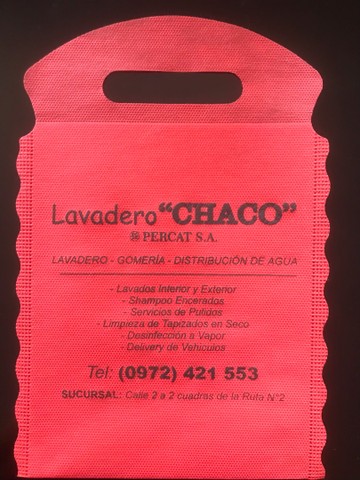 Lavadero "CHACO"
PERCAT S.A.
LAVADERO - GOMERÍA - DISTRIBUCIÓN DE AGUA
- Lavados Interior y Exterior
- Shampoo Encerados
- Servicios de Pulidos
- Limpieza de Tapizados en Seco
- Desinfección a Vapor
- Delivery de Vehículos
Tel: (0972) 421 553
SUCURSAL: Calle 2 a 2 cuadras de la Ruta N°2